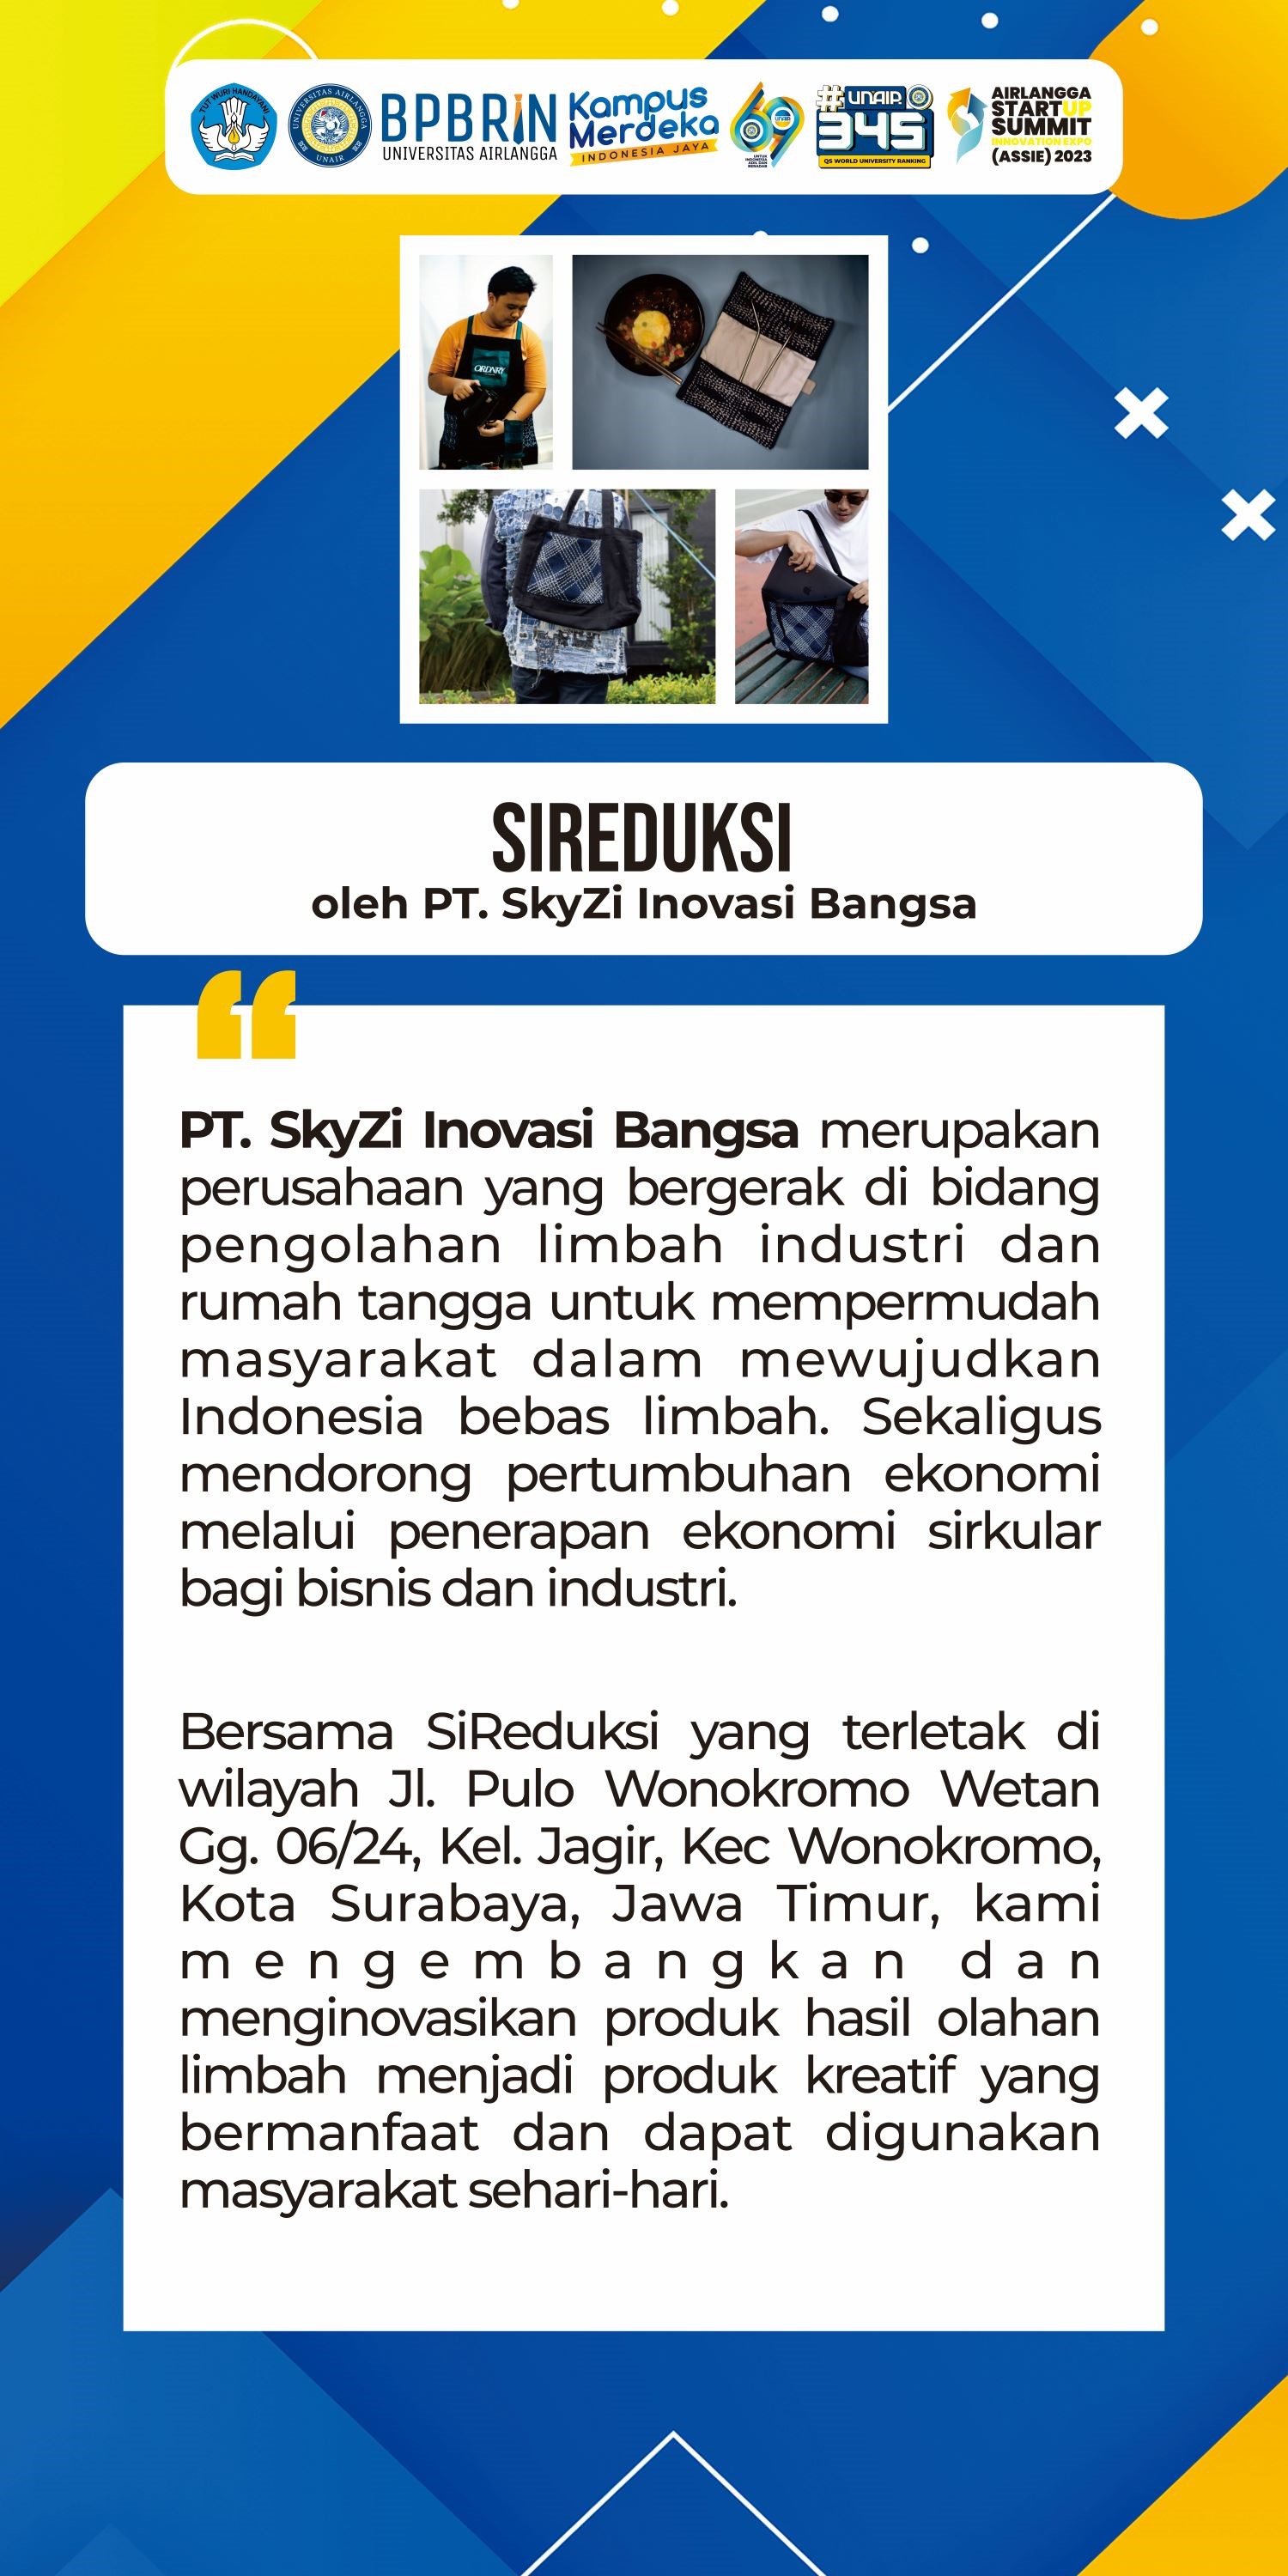 TUT WURI HANDAYANI
UNIVERSITAS AIRLANGGA
UNAIR
BPBRIN
UNIVERSITAS AIRLANGGA
Kampus
Merdeka
INDONESIA JAYA
69
#UNAIR
345
QS WORLD UNIVERSITY RANKING
AIRLANGGA
STARTUP
SUMMIT
INNOVATION EXPO
(ASSIE) 2023
ORDNRY
SIREDUKSI
oleh PT. SkyZi Inovasi Bangsa
“
PT. SkyZi Inovasi Bangsa merupakan
perusahaan yang bergerak di bidang
pengolahan limbah industri dan
rumah tangga untuk mempermudah
masyarakat dalam mewujudkan
Indonesia bebas limbah. Sekaligus
mendorong pertumbuhan ekonomi
melalui penerapan ekonomi sirkular
bagi bisnis dan industri.
Bersama SiReduksi yang terletak di
wilayah Jl. Pulo Wonokromo Wetan
Gg. 06/24, Kel. Jagir, Kec Wonokromo,
Kota Surabaya, Jawa Timur, kami
mengembangkan dan
menginovasikan produk hasil olahan
limbah menjadi produk kreatif yang
bermanfaat dan dapat digunakan
masyarakat sehari-hari.